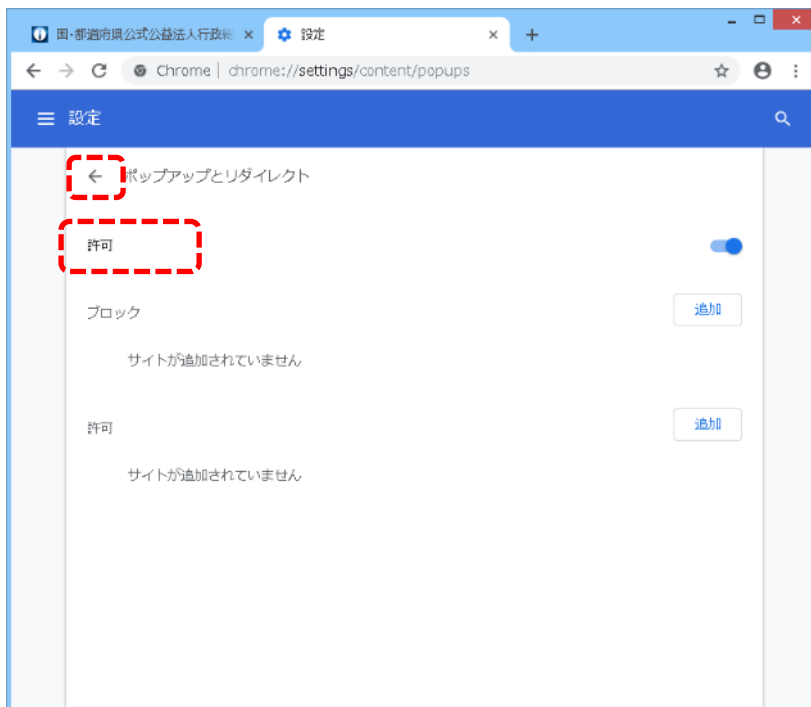 国・都道府県公式公益法人行政総
設定
Chrome | chrome://settings/content/popups
設定
ポップアップとリダイレクト
許可
ブロック
追加
サイトが追加されていません
許可
追加
サイトが追加されていません